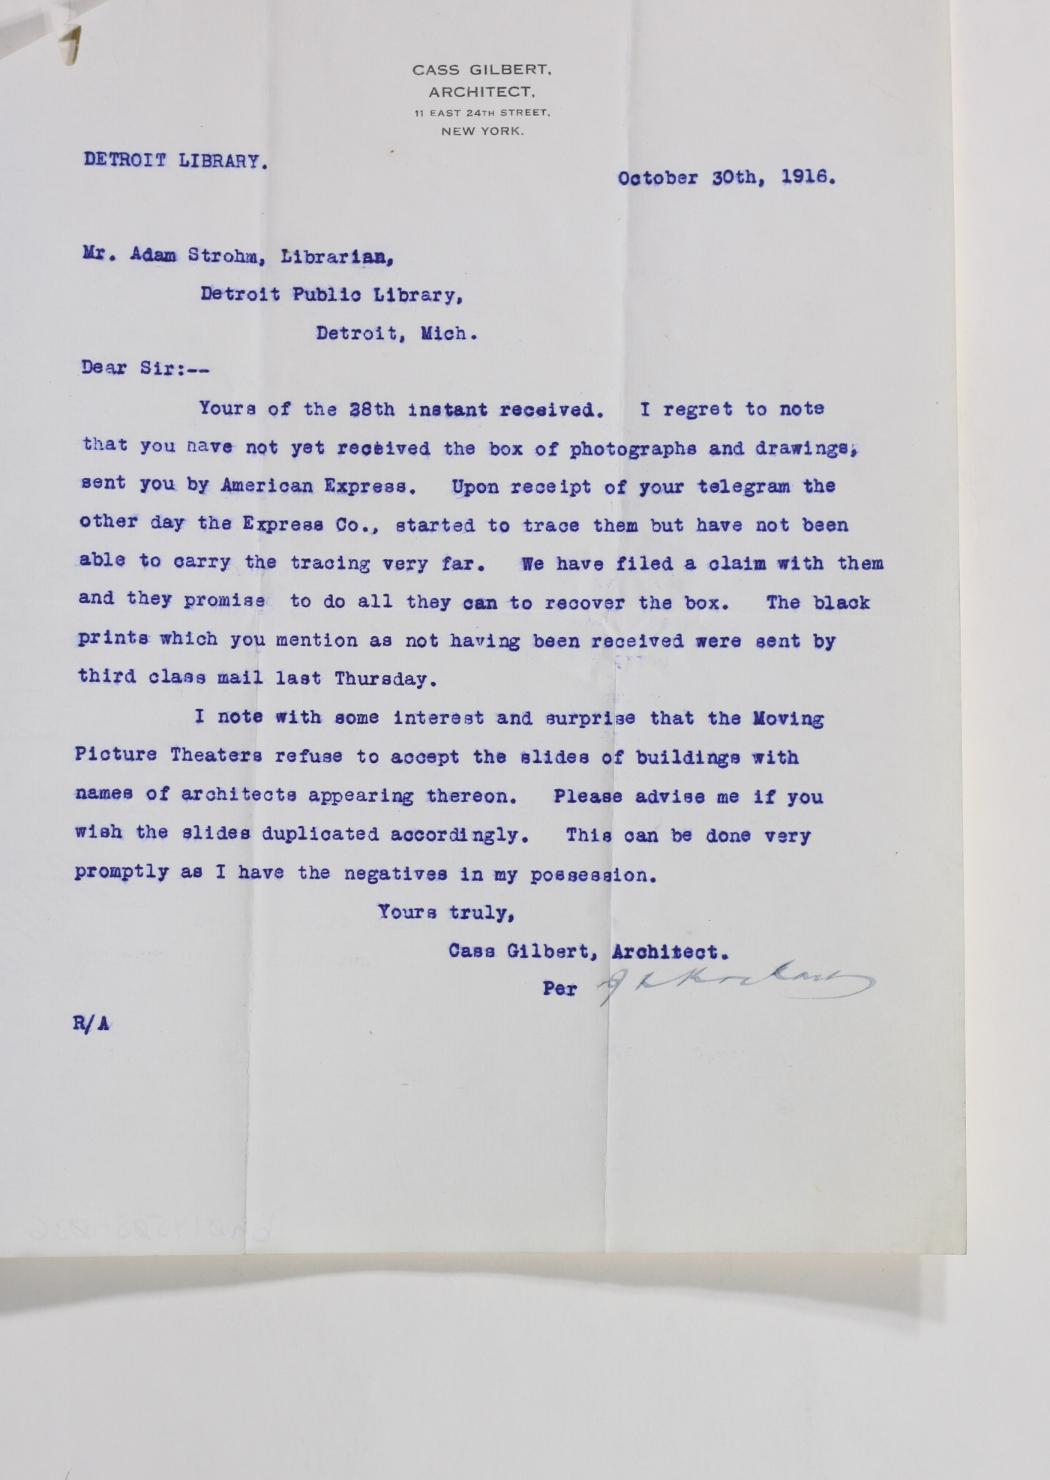 CASS GILBERT,
ARCHITECT,
11 EAST 24TH STREET,
NEW YORK.
DETROIT LIBRARY.
October 30th, 1916.
Mr. Adam Strohm, Librarian,
Detroit Public Library,
Detroit, Mich.
Dear Sir:--
Yours of the 28th instant received. I regret to note
that you have not yet received the box of photographs and drawings,
sent you by American Express. Upon receipt of your telegram the
other day the Express Co., started to trace them but have not been
able to carry the tracing very far. We have filed a claim with them
and they promise to do all they can to recover the box. The black
prints which you mention as not having been received were sent by
third class mail last Thursday.
I note with some interest and surprise that the Moving
Picture Theaters refuse to accept the slides of buildings with
names of architects appearing thereon. Please advise me if you
wish the slides duplicated accordingly. This can be done very
promptly as I have the negatives in my possession.
Yours truly,
Cass Gilbert, Architect.
Per
R/A